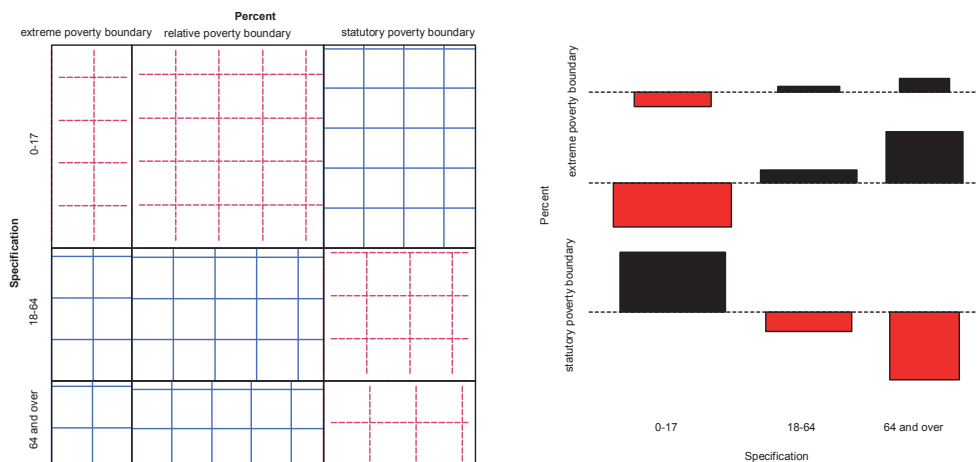 Percent
extreme poverty boundary relative poverty boundary statutory poverty boundary
Specification
0-17
18-64
64 and over
Percent
extreme poverty boundary
statutory poverty boundary
0-17 18-64 64 and over
Specification